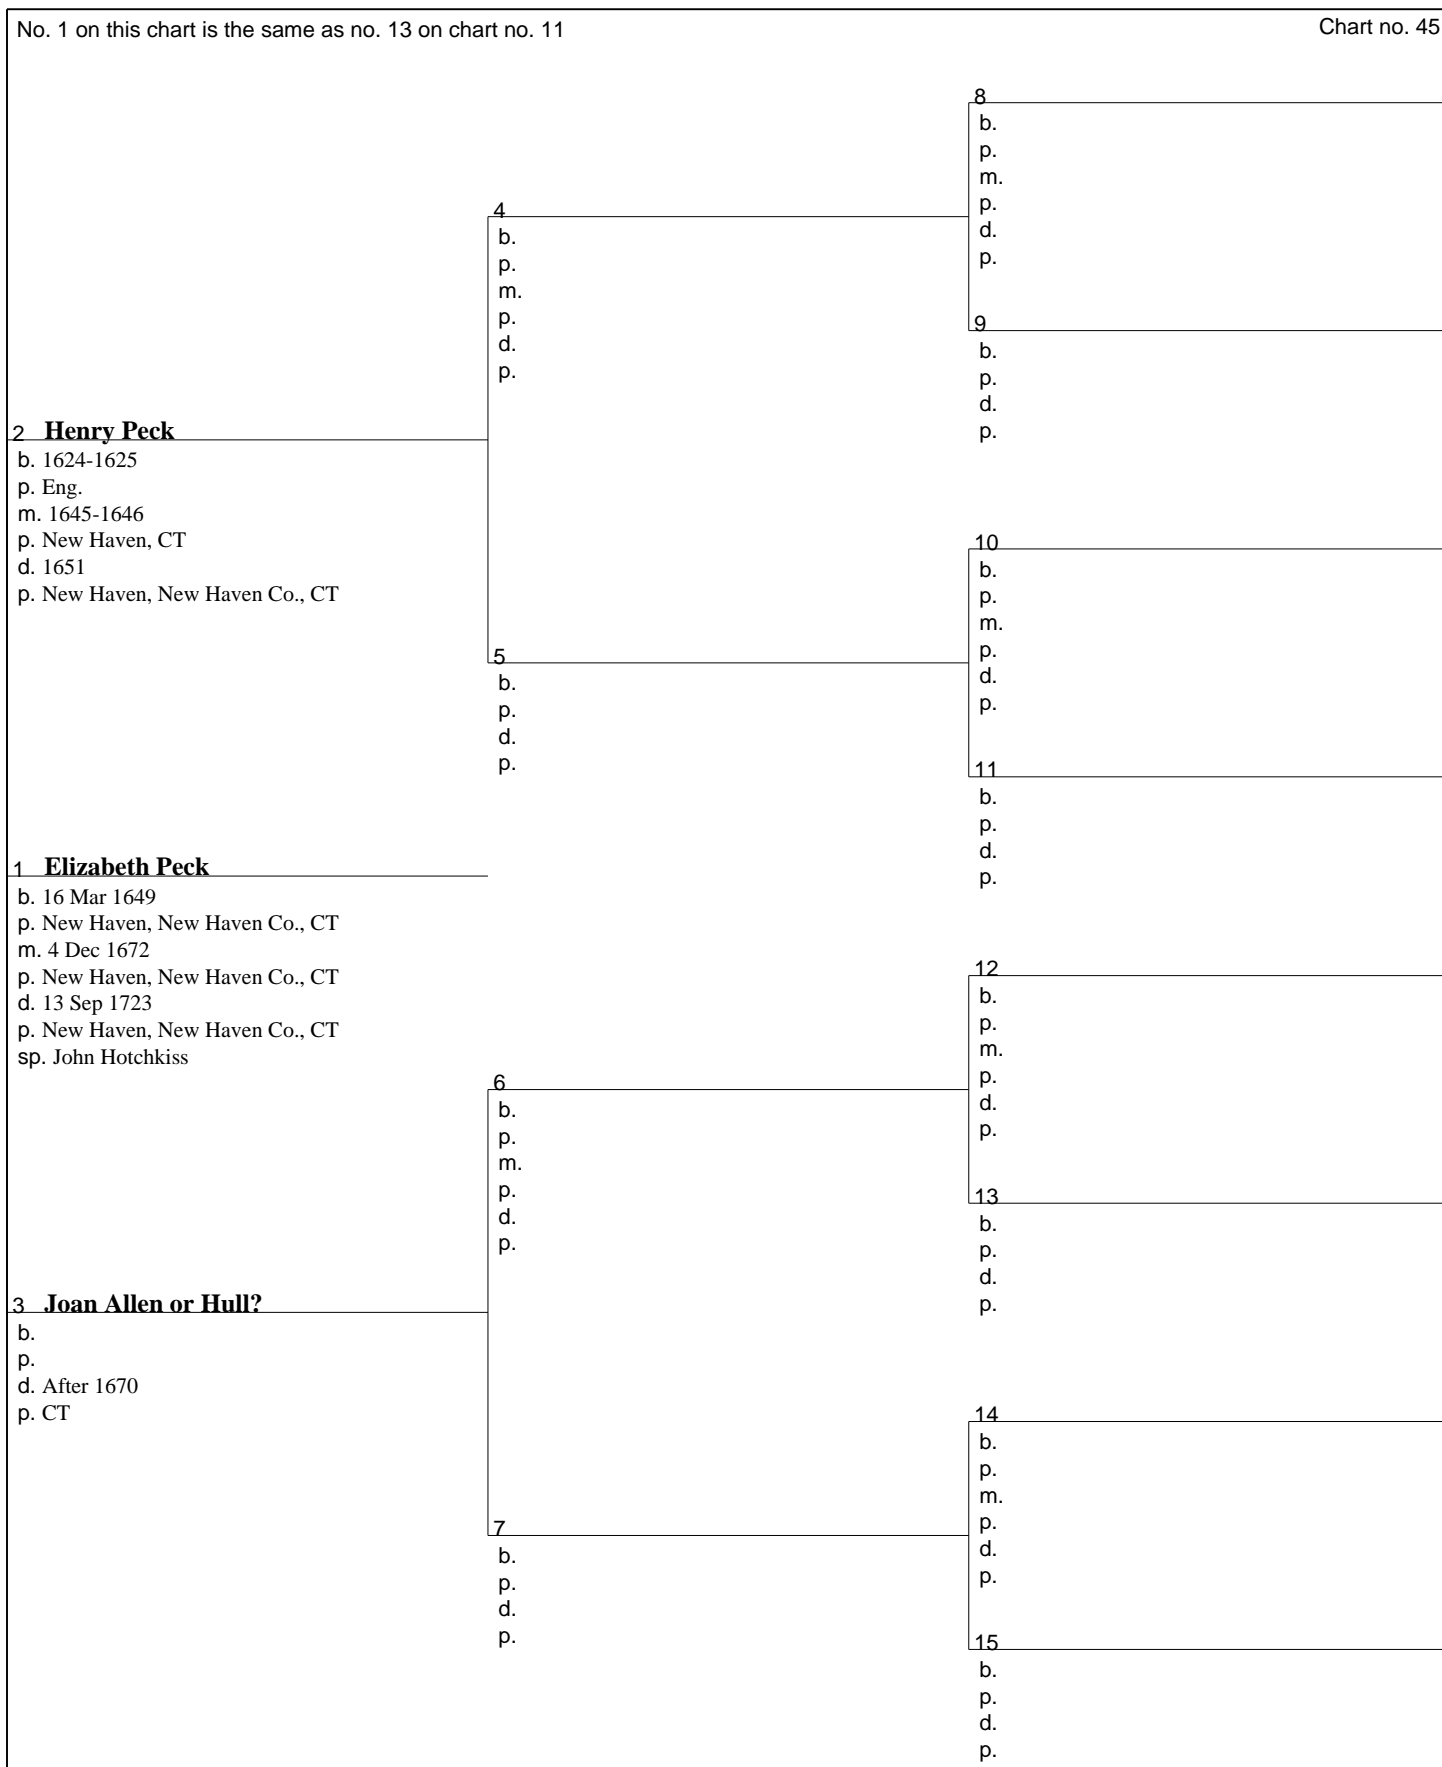 No. 1 on this chart is the same as no. 13 on chart no. 11
Chart no. 45
8
b.
p.
m.
p.
d.
p.
4
b.
p.
m.
p.
d.
p.
9
b.
p.
d.
p.
2 Henry Peck
b. 1624-1625
p. Eng.
m. 1645-1646
p. New Haven, CT
d. 1651
p. New Haven, New Haven Co., CT
10
b.
p.
m.
p.
d.
p.
5
b.
p.
d.
p.
11
b.
p.
d.
p.
1 Elizabeth Peck
b. 16 Mar 1649
p. New Haven, New Haven Co., CT
m. 4 Dec 1672
p. New Haven, New Haven Co., CT
d. 13 Sep 1723
p. New Haven, New Haven Co., CT
sp. John Hotchkiss
12
b.
p.
m.
p.
d.
p.
6
b.
p.
m.
p.
d.
p.
13
b.
p.
d.
p.
3 Joan Allen or Hull?
b.
p.
d. After 1670
p. CT
14
b.
p.
m.
p.
d.
p.
7
b.
p.
d.
p.
15
b.
p.
d.
p.